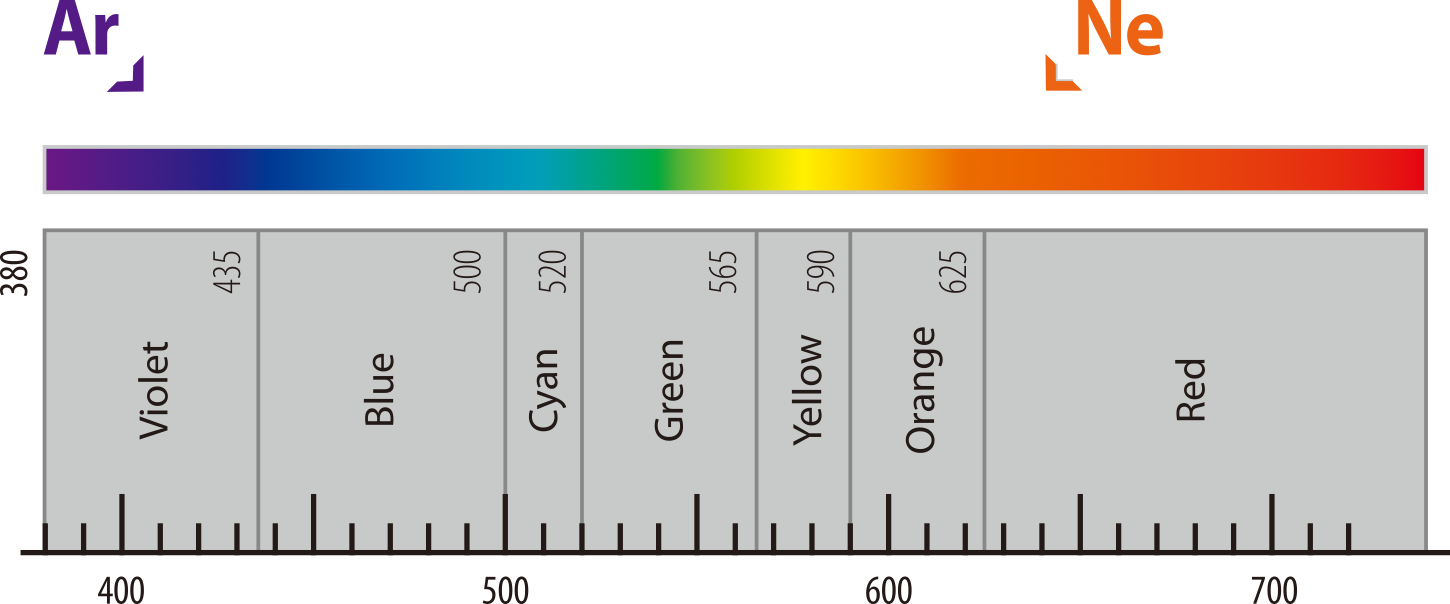 Ar
Ne
380
435
500
520
565
590
625
Violet
Blue
Cyan
Green
Yellow
Orange
Red
400
500
600
700